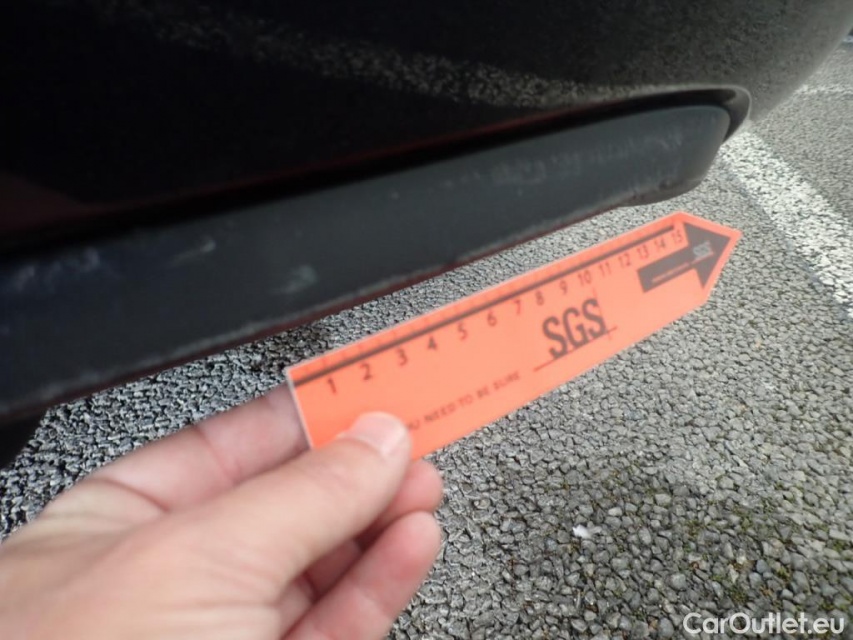 1 2 3 4 5 6 7 8 9 10 11 12 13 14 15
SGS
SGS
NEED TO BE SURE
CarOutlet.eu